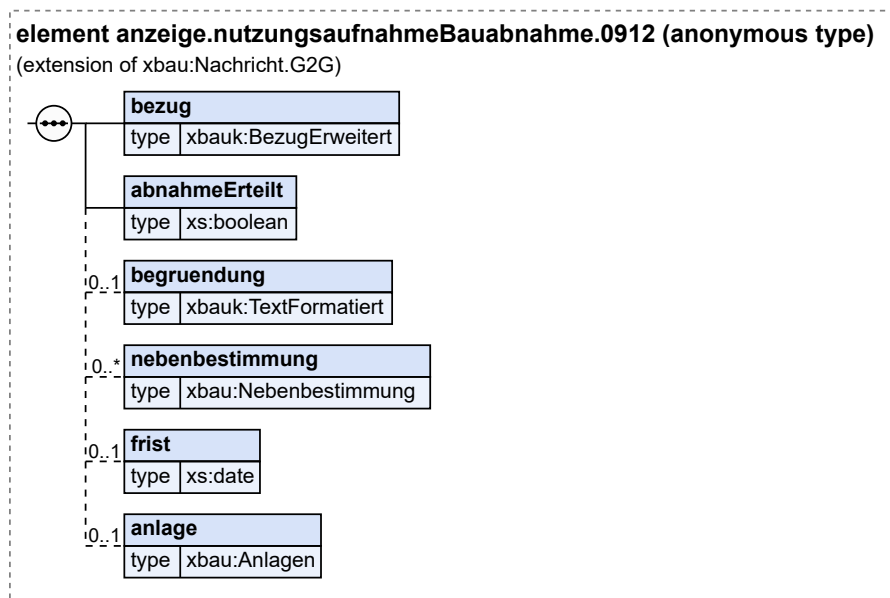 element anzeige.nutzungsaufnahmeBauabnahme.0912 (anonymous type)
(extension of xbau:Nachricht.G2G)
bezug
type xbauk:BezugErweitert
abnahmeErteilt
type xs:boolean
0..1 begruendung
type xbauk:TextFormatiert
0..* nebenbestimmung
type xbau:Nebenbestimmung
0..1 frist
type xs:date
0..1 anlage
type xbau:Anlagen